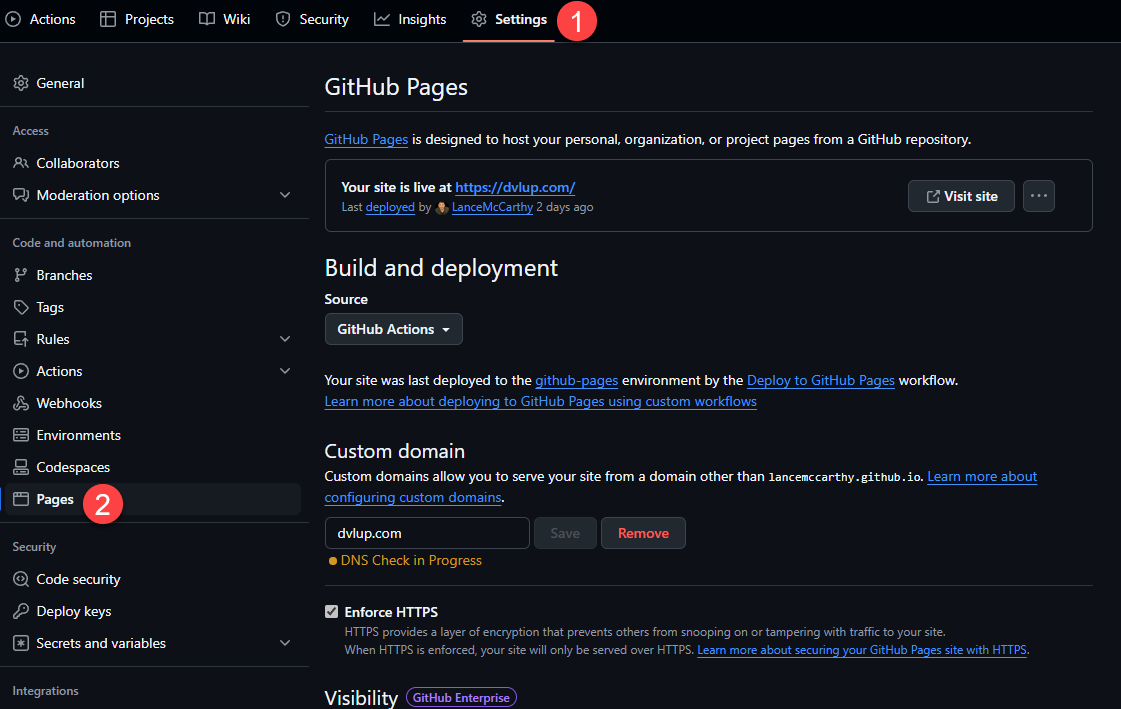 Actions Projects Wiki Security Insights Settings 1
General
Access
Collaborators
Moderation options
Code and automation
Branches
Tags
Rules
Actions
Webhooks
Environments
Codespaces
Pages 2
Security
Code security
Deploy keys
Secrets and variables
Integrations
GitHub Pages
GitHub Pages is designed to host your personal, organization, or project pages from a GitHub repository.
Your site is live at https://dvlup.com/
Last deployed by LanceMcCarthy 2 days ago
Visit site
Build and deployment
Source
GitHub Actions
Your site was last deployed to the github-pages environment by the Deploy to GitHub Pages workflow.
Learn more about deploying to GitHub Pages using custom workflows
Custom domain
Custom domains allow you to serve your site from a domain other than lancemccarthy.github.io. Learn more about
configuring custom domains.
dvlup.com Save Remove
DNS Check in Progress
Enforce HTTPS
HTTPS provides a layer of encryption that prevents others from snooping on or tampering with traffic to your site.
When HTTPS is enforced, your site will only be served over HTTPS. Learn more about securing your GitHub Pages site with HTTPS.
Visibility GitHub Enterprise